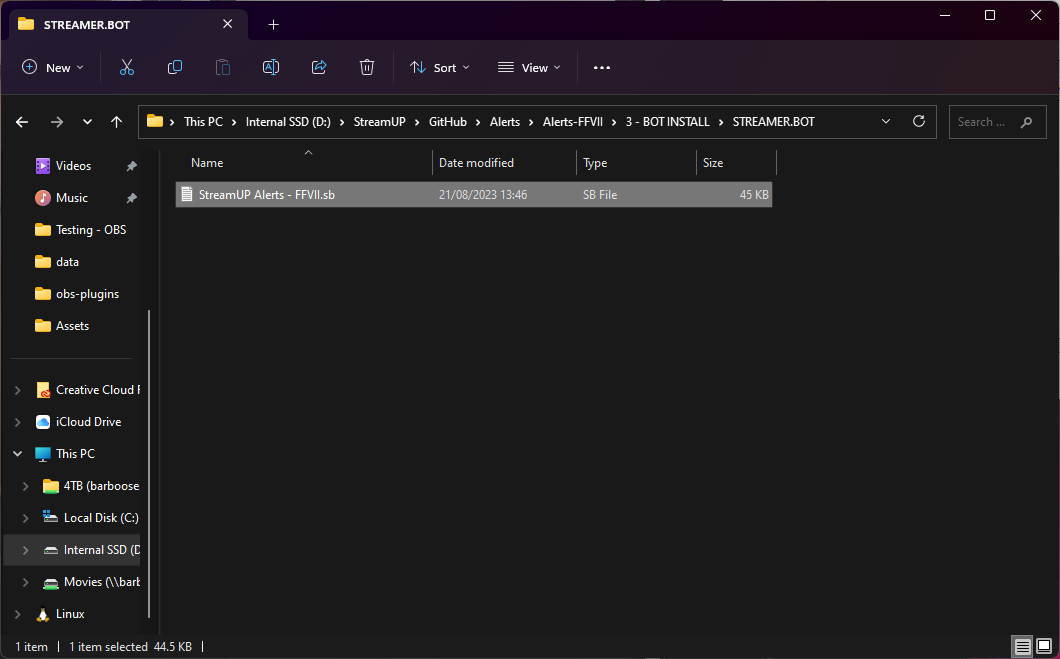 STREAMER.BOT
New
Sort
View
This PC
Internal SSD (D:)
StreamUP
GitHub
Alerts
Alerts-FFVII
3 - BOT INSTALL
STREAMER.BOT
Search ...
Name
Date modified
Type
Size
StreamUP Alerts - FFVII.sb
21/08/2023 13:46
SB File
45 KB
Videos
Music
Testing - OBS
data
obs-plugins
Assets
Creative Cloud F
iCloud Drive
This PC
4TB (barboose
Local Disk (C:)
Internal SSD (D
Movies (\\barb
Linux
1 item
1 item selected 44.5 KB